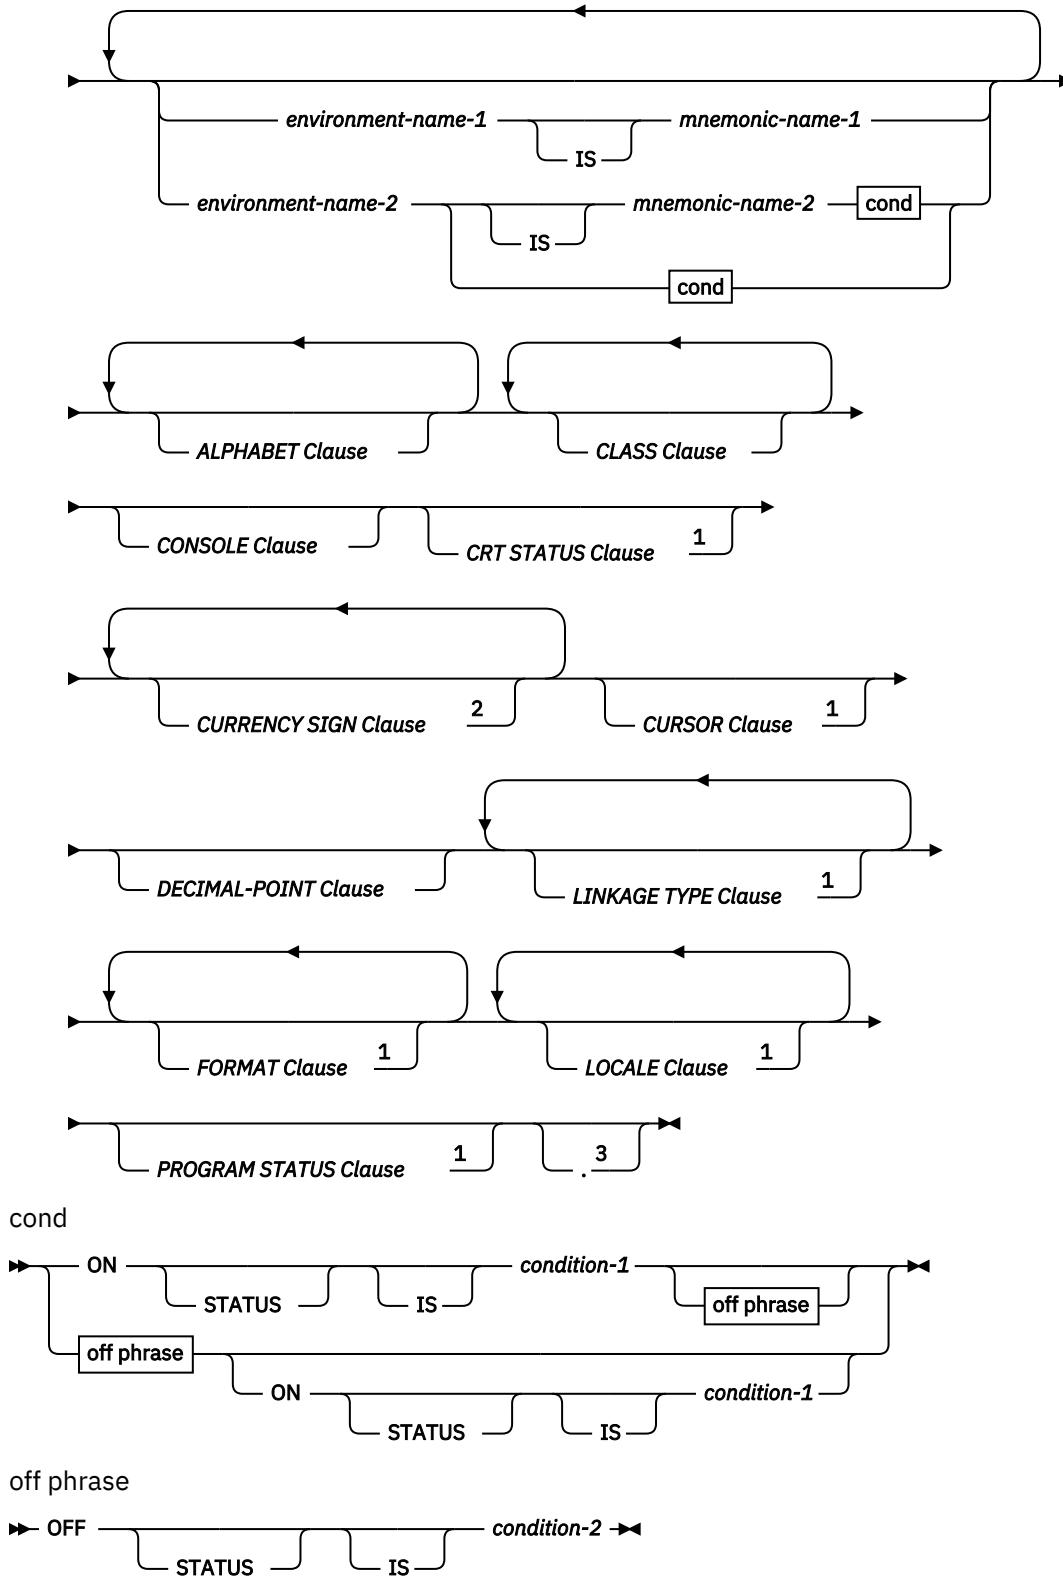 environment-name-1 mnemonic-name-1
IS
environment-name-2 mnemonic-name-2 cond
IS
cond
ALPHABET Clause CLASS Clause
CONSOLE Clause CRT STATUS Clause 1
CURRENCY SIGN Clause 2 CURSOR Clause 1
DECIMAL-POINT Clause LINKAGE TYPE Clause 1
FORMAT Clause 1 LOCALE Clause 1
PROGRAM STATUS Clause 1 . 3
cond
ON condition-1
STATUS IS off phrase
off phrase
ON condition-1
STATUS IS
off phrase
OFF condition-2
STATUS IS